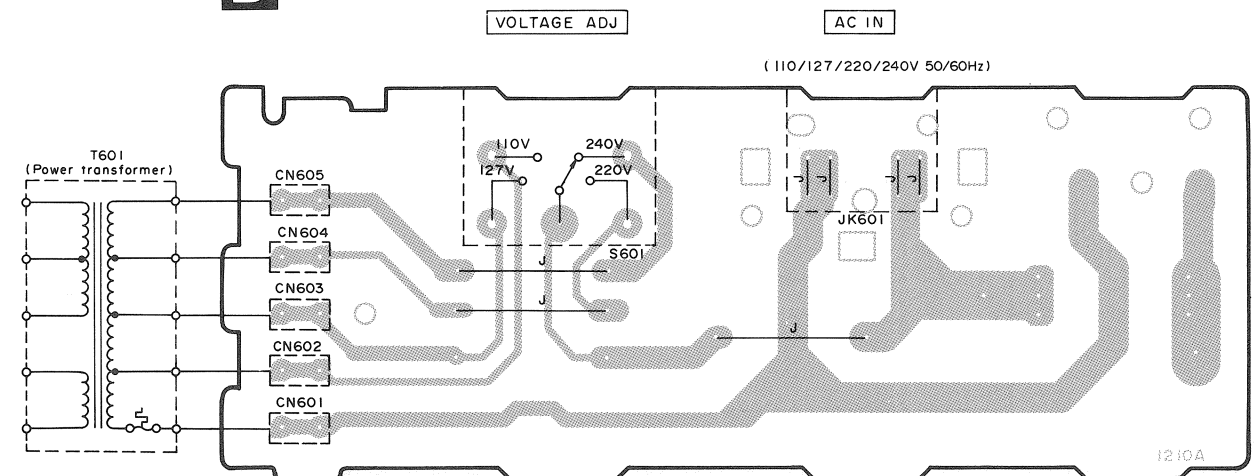 VOLTAGE ADJ
AC IN
(110/127/220/240V 50/60Hz)
T601
(Power transformer)
110V
240V
127V
220V
CN605
CN604
CN603
CN602
CN601
S601
JK601
J
J
J
J
J
J
J
1210A